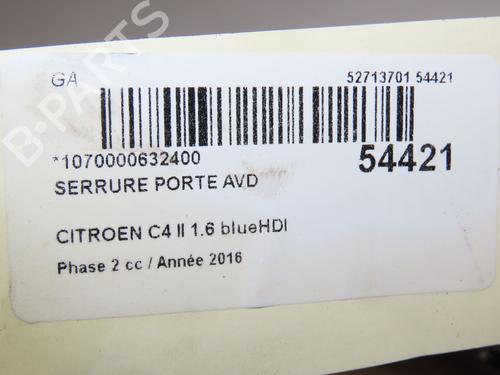 GA
52713701 54421
*1070000632400
54421
SERRURE PORTE AVD
CITROEN C4 II 1.6 blueHDI
Phase 2 cc / Année 2016
B-PARTS